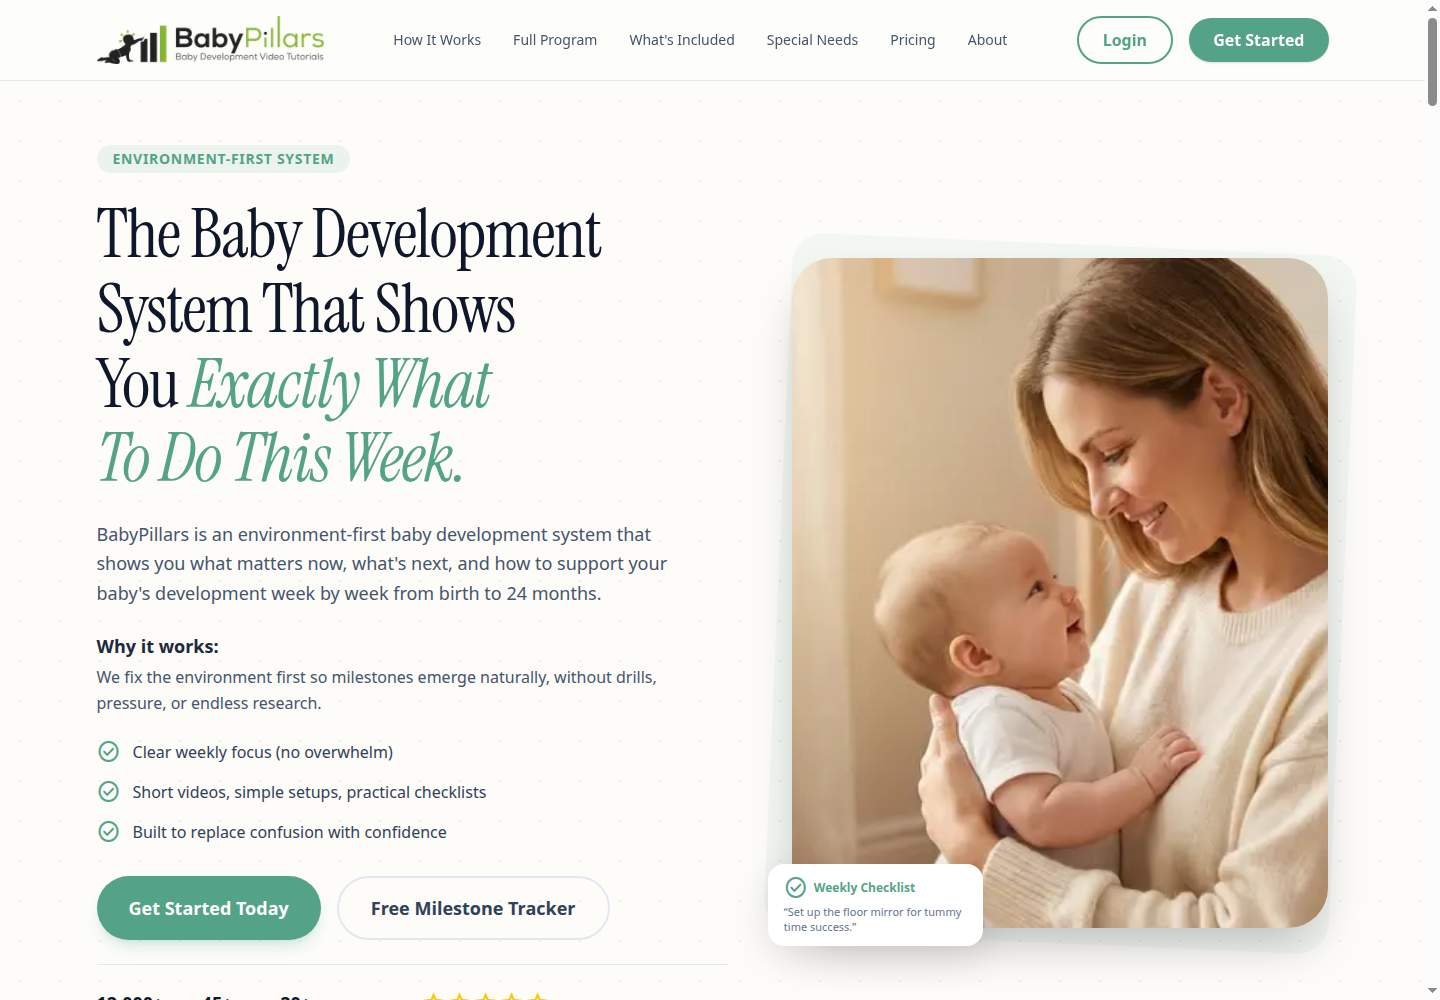 BabyPillars
Baby Development Video Tutorials
How It Works
Full Program
What's Included
Special Needs
Pricing
About
Login
Get Started
ENVIRONMENT-FIRST SYSTEM
The Baby Development
System That Shows
You Exactly What
To Do This Week.
BabyPillars is an environment-first baby development system that
shows you what matters now, what's next, and how to support your
baby's development week by week from birth to 24 months.
Why it works:
We fix the environment first so milestones emerge naturally, without drills,
pressure, or endless research.
Clear weekly focus (no overwhelm)
Short videos, simple setups, practical checklists
Built to replace confusion with confidence
Get Started Today
Free Milestone Tracker
Weekly Checklist
"Set up the floor mirror for tummy
time success."